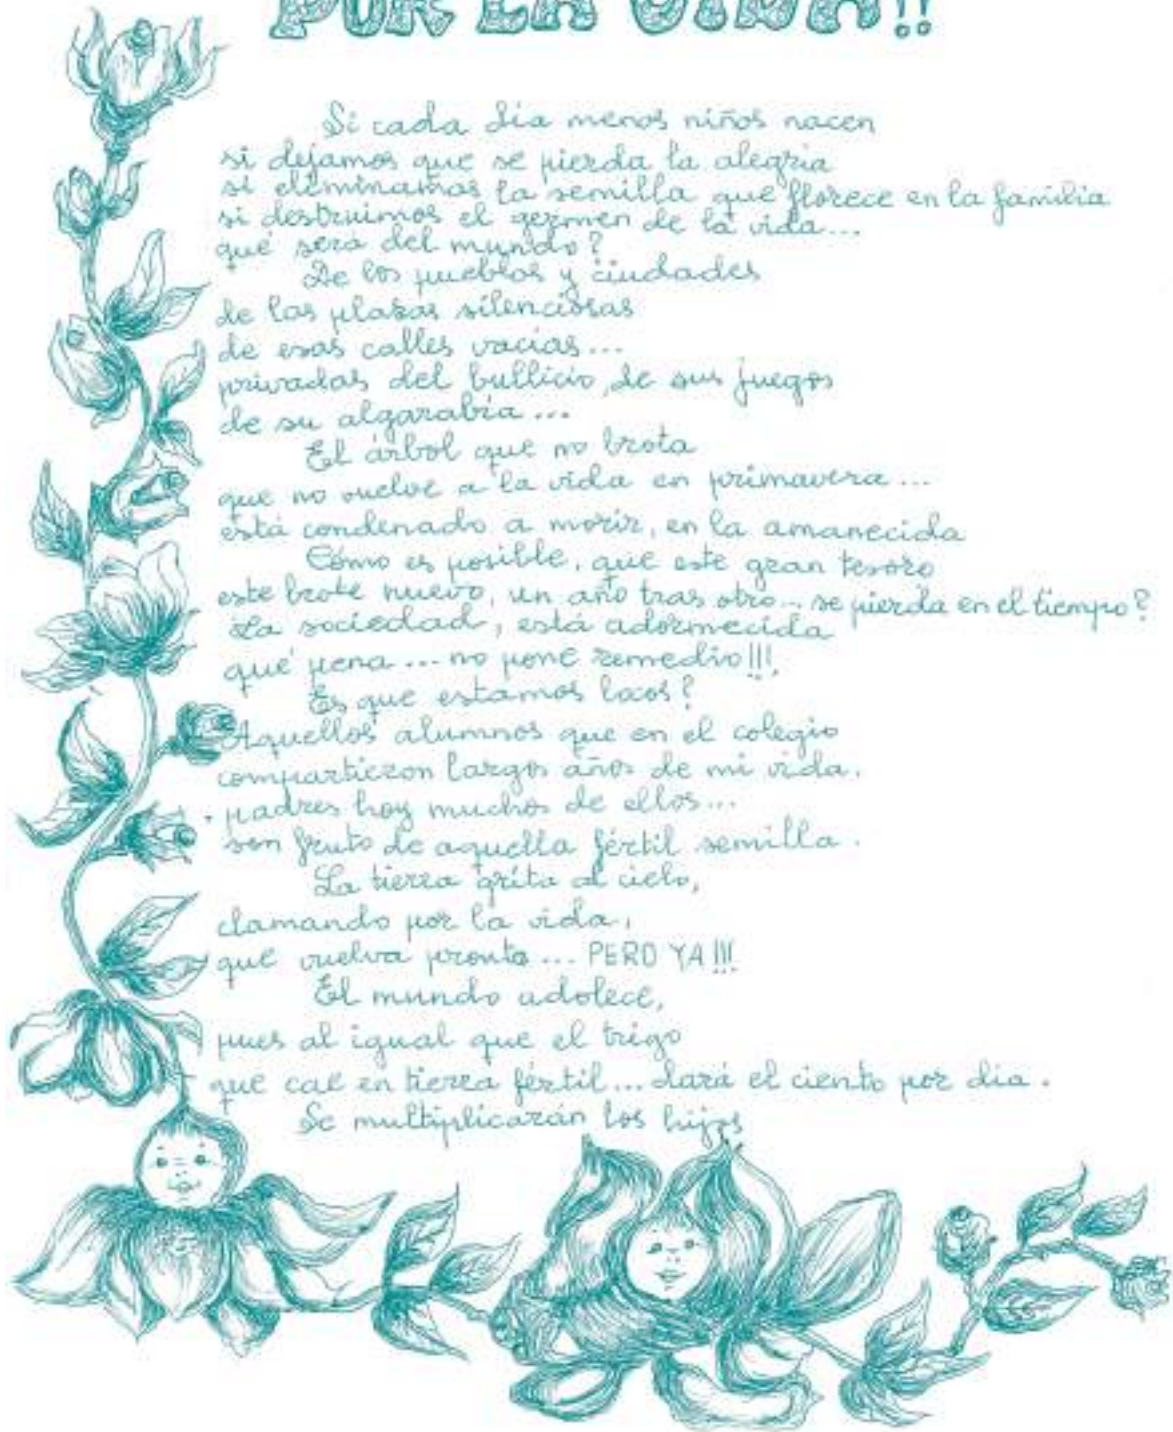 POR LA VIDA!!
Si cada dia menos niños nacen
si dejamos que se pierda la alegria
si eliminamos la semilla que florece en la familia
si destruimos el germen de la vida...
qué será del mundo?
De los pueblos y ciudades
de las plazas silenciosas
de esas calles vacías...
privadas del bullicio, de sus juegos
de su algarabía...
El árbol que no brota
que no vuelve a la vida en primavera...
está condenado a morir, en la amanecida
Cómo es posible, que este gran tesoro
este brote nuevo, un año tras otro... se pierda en el tiempo?
La sociedad, está adormecida
qué pena... no pone remedio!!!
Es que estamos locos?
Aquellos alumnos que en el colegio
compartieron largos años de mi vida.
padres hoy muchos de ellos...
son fruto de aquella fértil semilla.
La tierra grita al cielo,
clamando por la vida,
que vuelva pronto... PERO YA!!!
El mundo adolece,
pues al igual que el trigo
que cae en tierra fértil... dará el ciento por dia.
Se multiplicarán los hijos